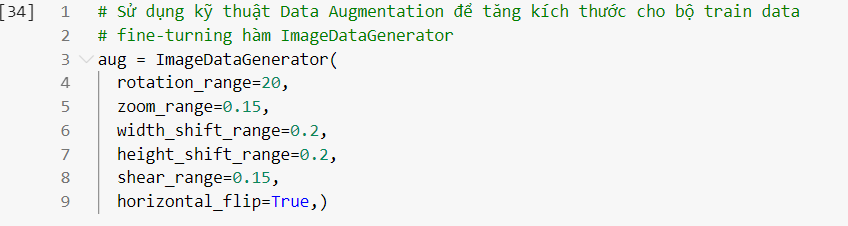 [34] 1 # Sử dụng kỹ thuật Data Augmentation để tăng kích thước cho bộ train data
2 # fine-turning hàm ImageDataGenerator
3 aug = ImageDataGenerator(
4 rotation_range=20,
5 zoom_range=0.15,
6 width_shift_range=0.2,
7 height_shift_range=0.2,
8 shear_range=0.15,
9 horizontal_flip=True,)